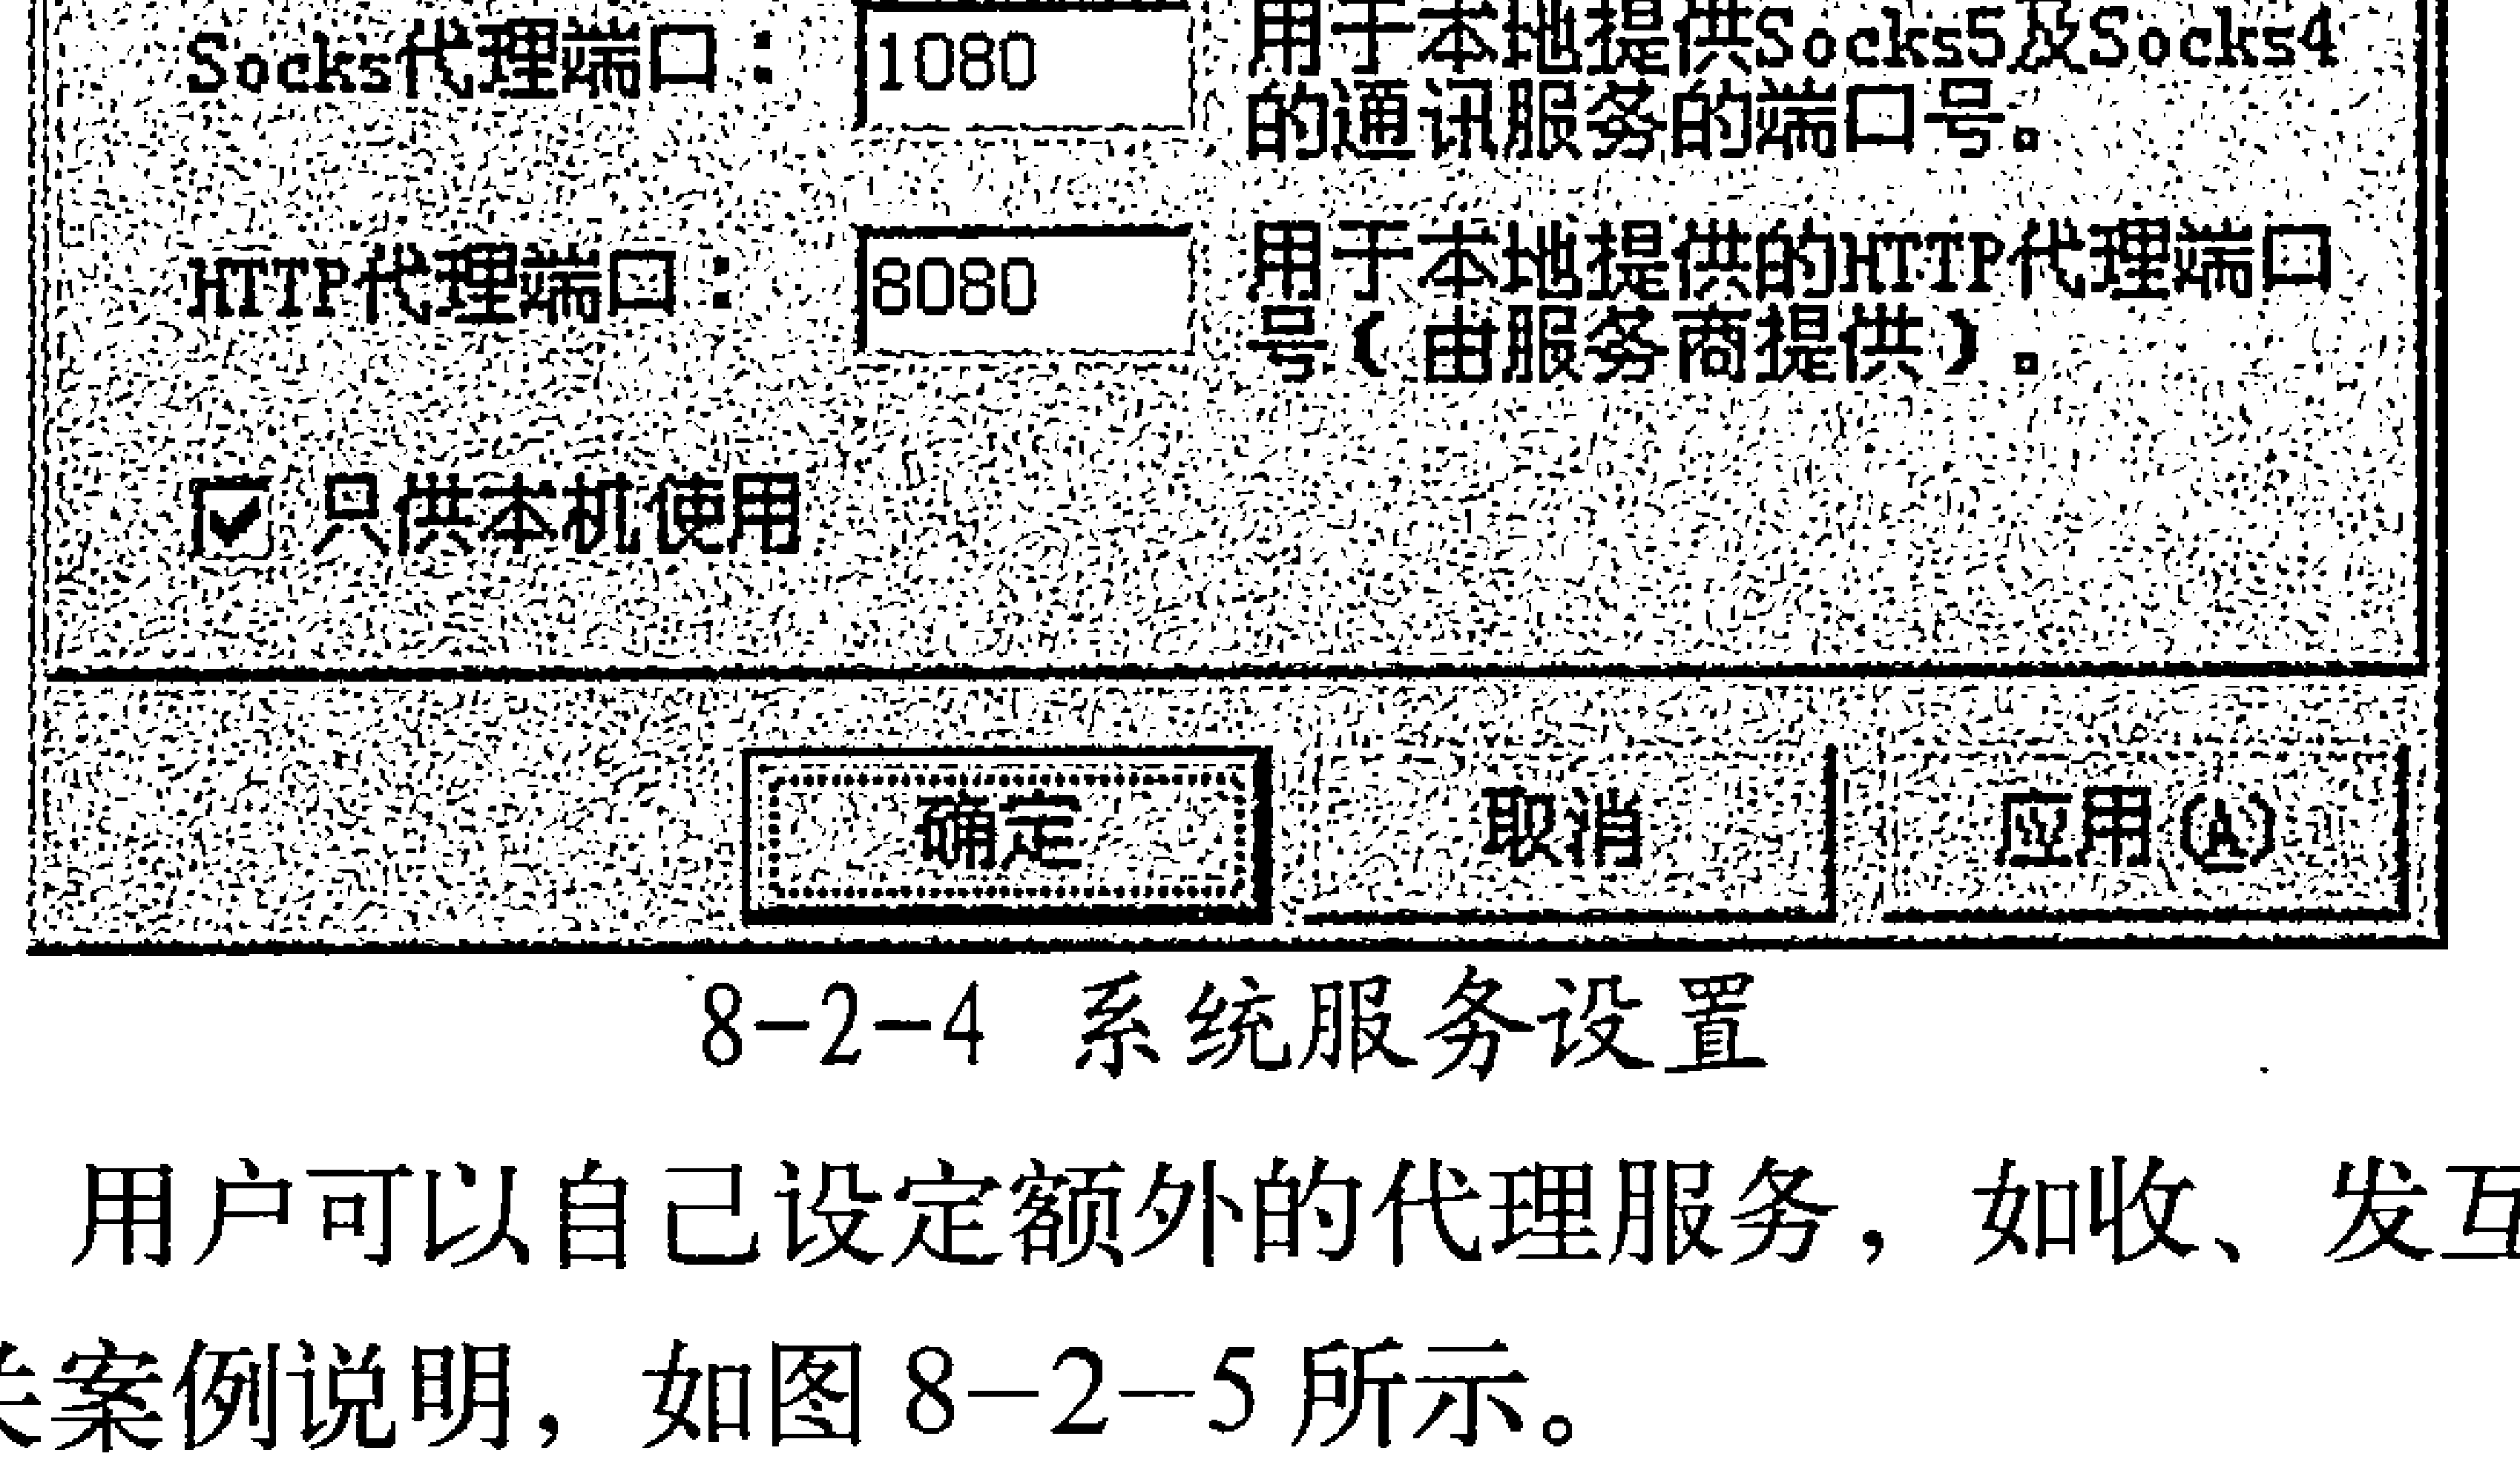 Socks代理端口： 1080 用于本地提供Socks5及Socks4
的通讯服务的端口号。
HTTP代理端口： 8080 用于本地提供的HTTP代理端口
号(由服务商提供)。
只供本机使用
确定 取消 应用(A)
8-2-4 系统服务设置
用户可以自己设定额外的代理服务，如收、发互
案例说明，如图8-2-5所示。